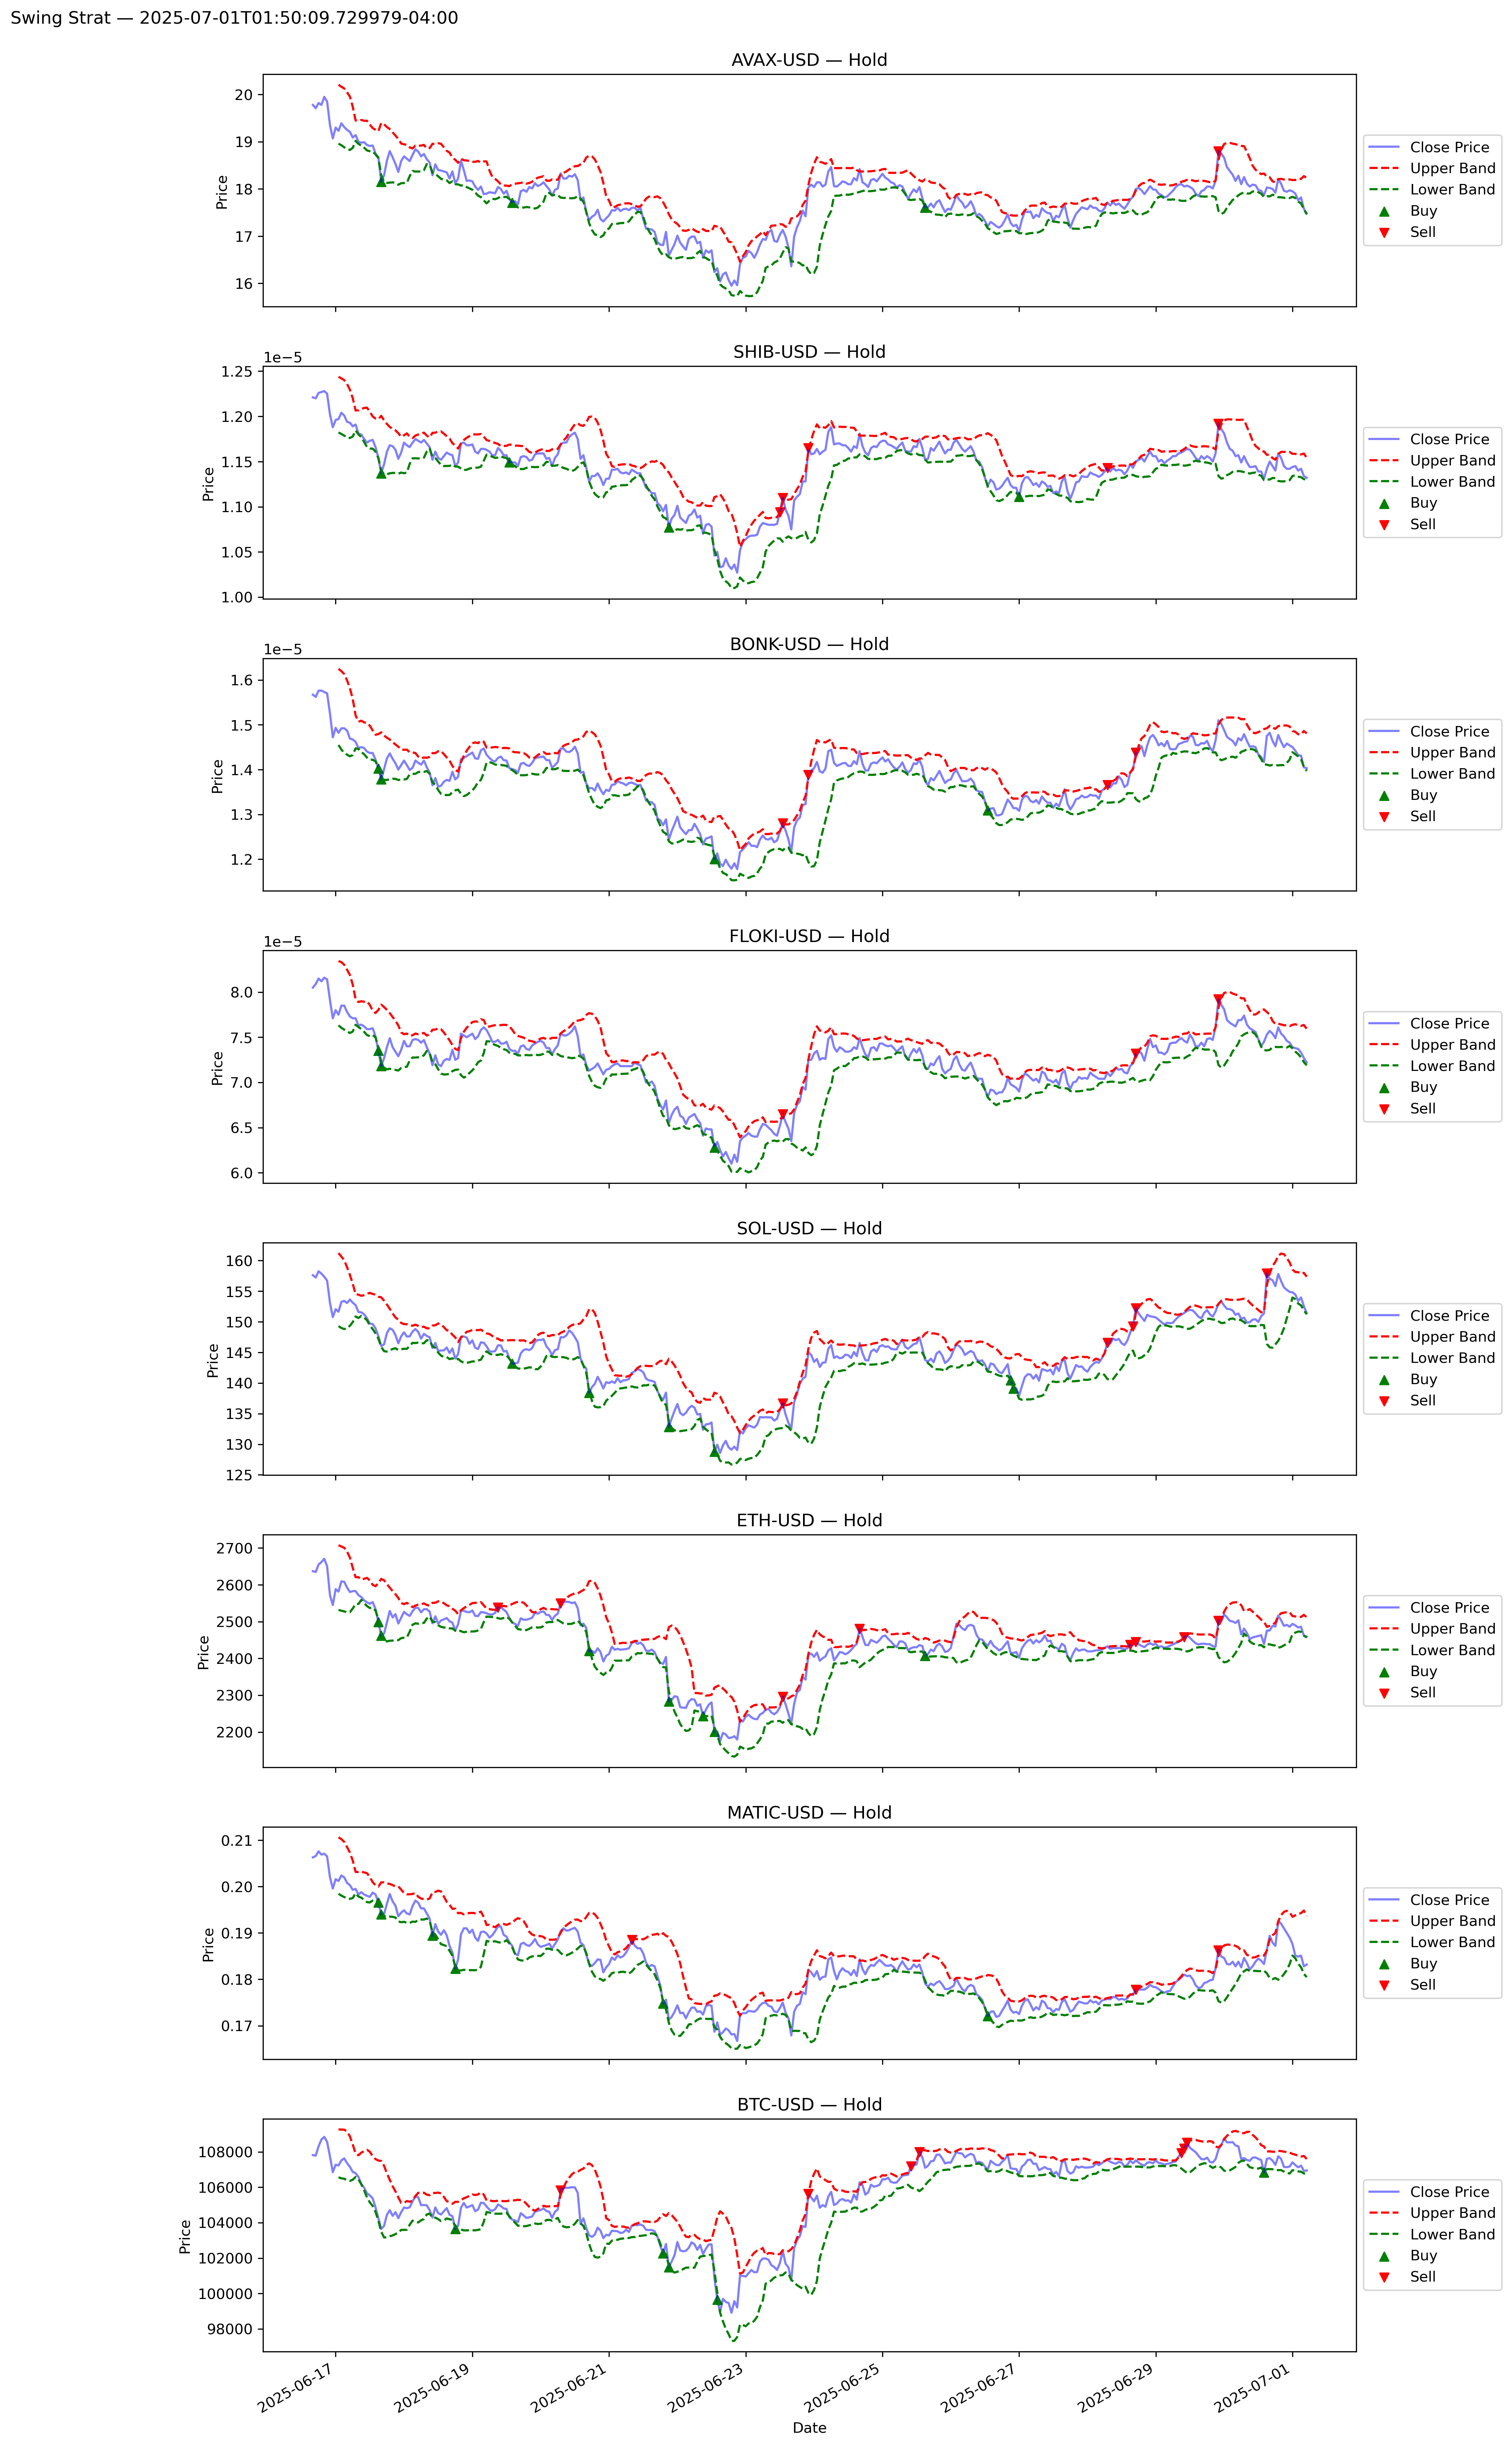 Swing Strat — 2025-07-01T01:50:09.729979-04:00
AVAX-USD — Hold
20
19
18
17
16
Price
Close Price
Upper Band
Lower Band
Buy
Sell
SHIB-USD — Hold
1e−5
1.25
1.20
1.15
1.10
1.05
1.00
Price
Close Price
Upper Band
Lower Band
Buy
Sell
BONK-USD — Hold
1e−5
1.6
1.5
1.4
1.3
1.2
Price
Close Price
Upper Band
Lower Band
Buy
Sell
FLOKI-USD — Hold
1e−5
8.0
7.5
7.0
6.5
6.0
Price
Close Price
Upper Band
Lower Band
Buy
Sell
SOL-USD — Hold
160
155
150
145
140
135
130
125
Price
Close Price
Upper Band
Lower Band
Buy
Sell
ETH-USD — Hold
2700
2600
2500
2400
2300
2200
Price
Close Price
Upper Band
Lower Band
Buy
Sell
MATIC-USD — Hold
0.21
0.20
0.19
0.18
0.17
Price
Close Price
Upper Band
Lower Band
Buy
Sell
BTC-USD — Hold
108000
106000
104000
102000
100000
98000
Price
Close Price
Upper Band
Lower Band
Buy
Sell
2025-06-17
2025-06-19
2025-06-21
2025-06-23
2025-06-25
2025-06-27
2025-06-29
2025-07-01
Date